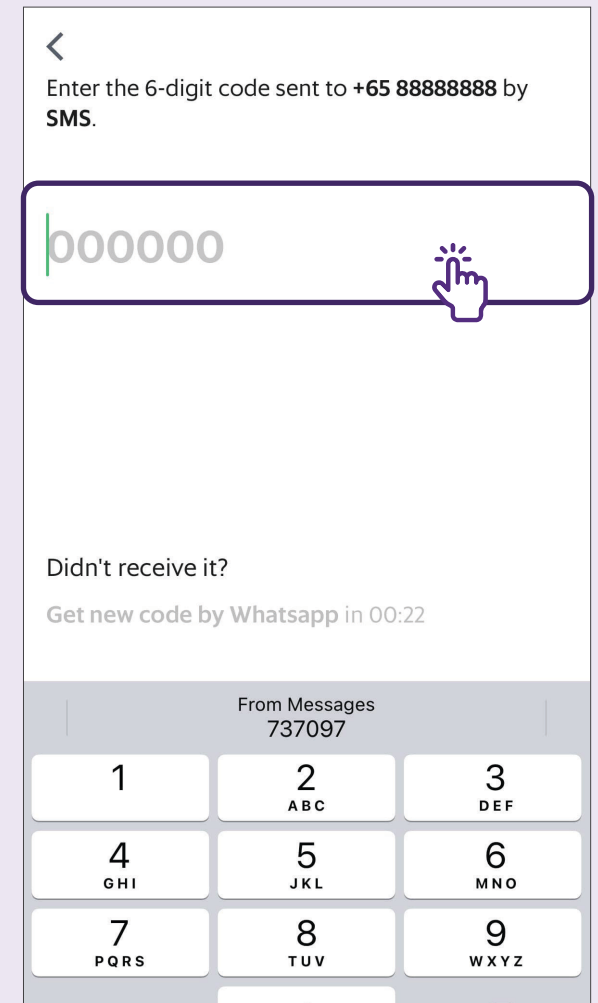 Enter the 6-digit code sent to +65 88888888 by
SMS.
000000
Didn't receive it?
Get new code by Whatsapp in 00:22
From Messages
737097
1
2
ABC
3
DEF
4
GHI
5
JKL
6
MNO
7
PQRS
8
TUV
9
WXYZ